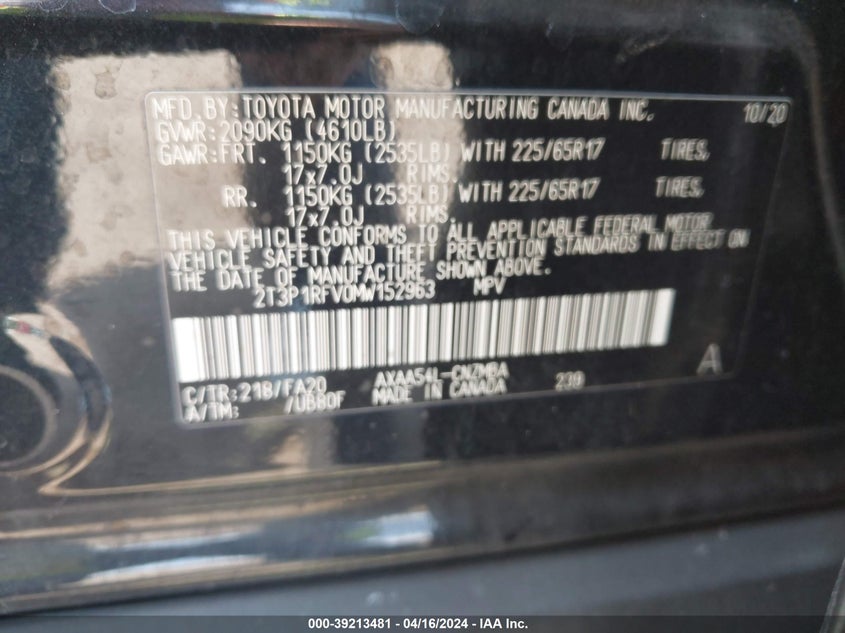 MFD. BY: TOYOTA MOTOR MANUFACTURING CANADA INC. 10/20
GVWR: 2090KG (4610LB)
GAWR: FRT. 1150KG (2535LB) WITH 225/65R17 TIRES,
17x7.0J RIMS,
RR. 1150KG (2535LB) WITH 225/65R17 TIRES,
17x7.0J RIMS.
THIS VEHICLE CONFORMS TO ALL APPLICABLE FEDERAL MOTOR
VEHICLE SAFETY AND THEFT PREVENTION STANDARDS IN EFFECT ON
THE DATE OF MANUFACTURE SHOWN ABOVE.
2T3P1RFV0MW152963 MPV
A
C/TR: 218/FA20 AXAA54L-CNZMBA 230
A/TM: /UB80F MADE IN CANADA
000-39213481 - 04/16/2024 - IAA Inc.